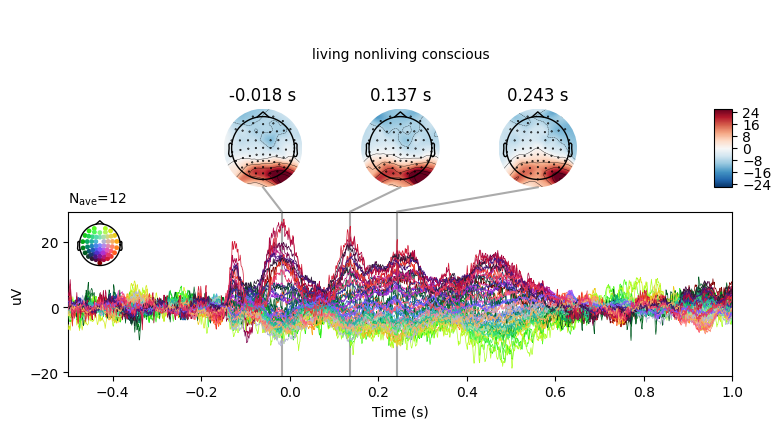 living nonliving conscious
-0.018 s 0.137 s 0.243 s
24
16
8
0
−8
−16
−24
Nave=12
20
0
−20
uV
−0.4 −0.2 0.0 0.2 0.4 0.6 0.8 1.0
Time (s)